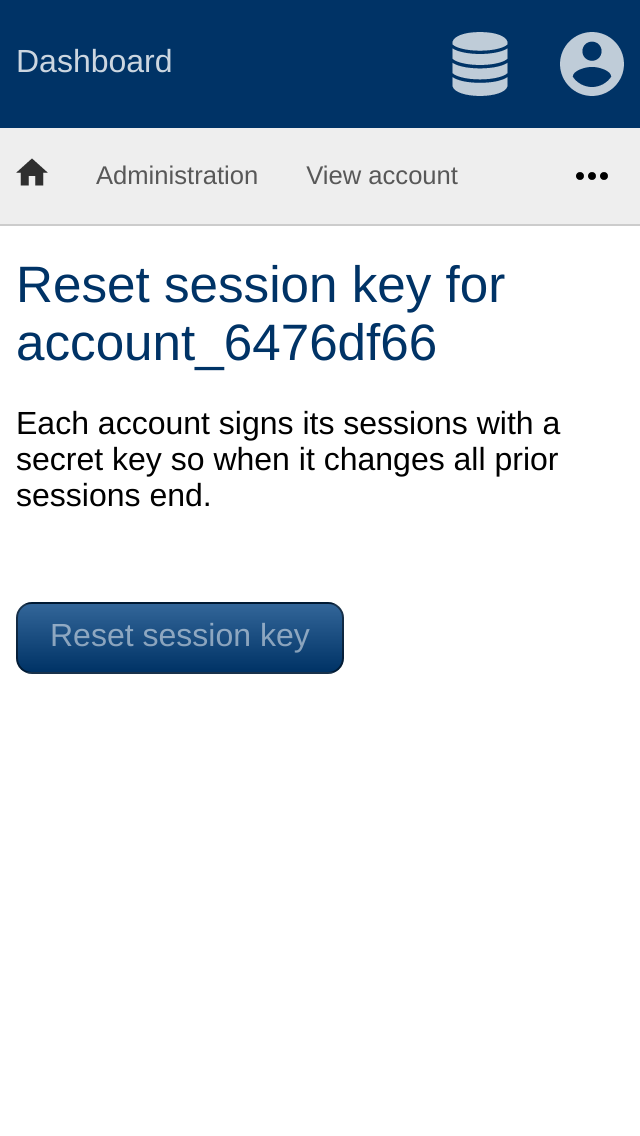 Dashboard
Administration View account
Reset session key for
account_6476df66
Each account signs its sessions with a
secret key so when it changes all prior
sessions end.
Reset session key